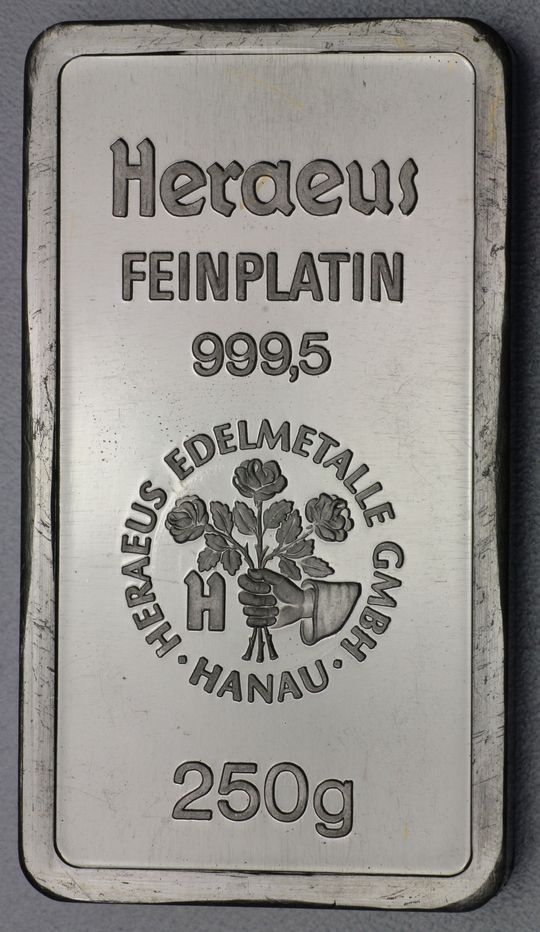 Heraeus
FEINPLATIN
999,5
HERAEUS EDELMETALLE GMBH
H
· HANAU ·
250g